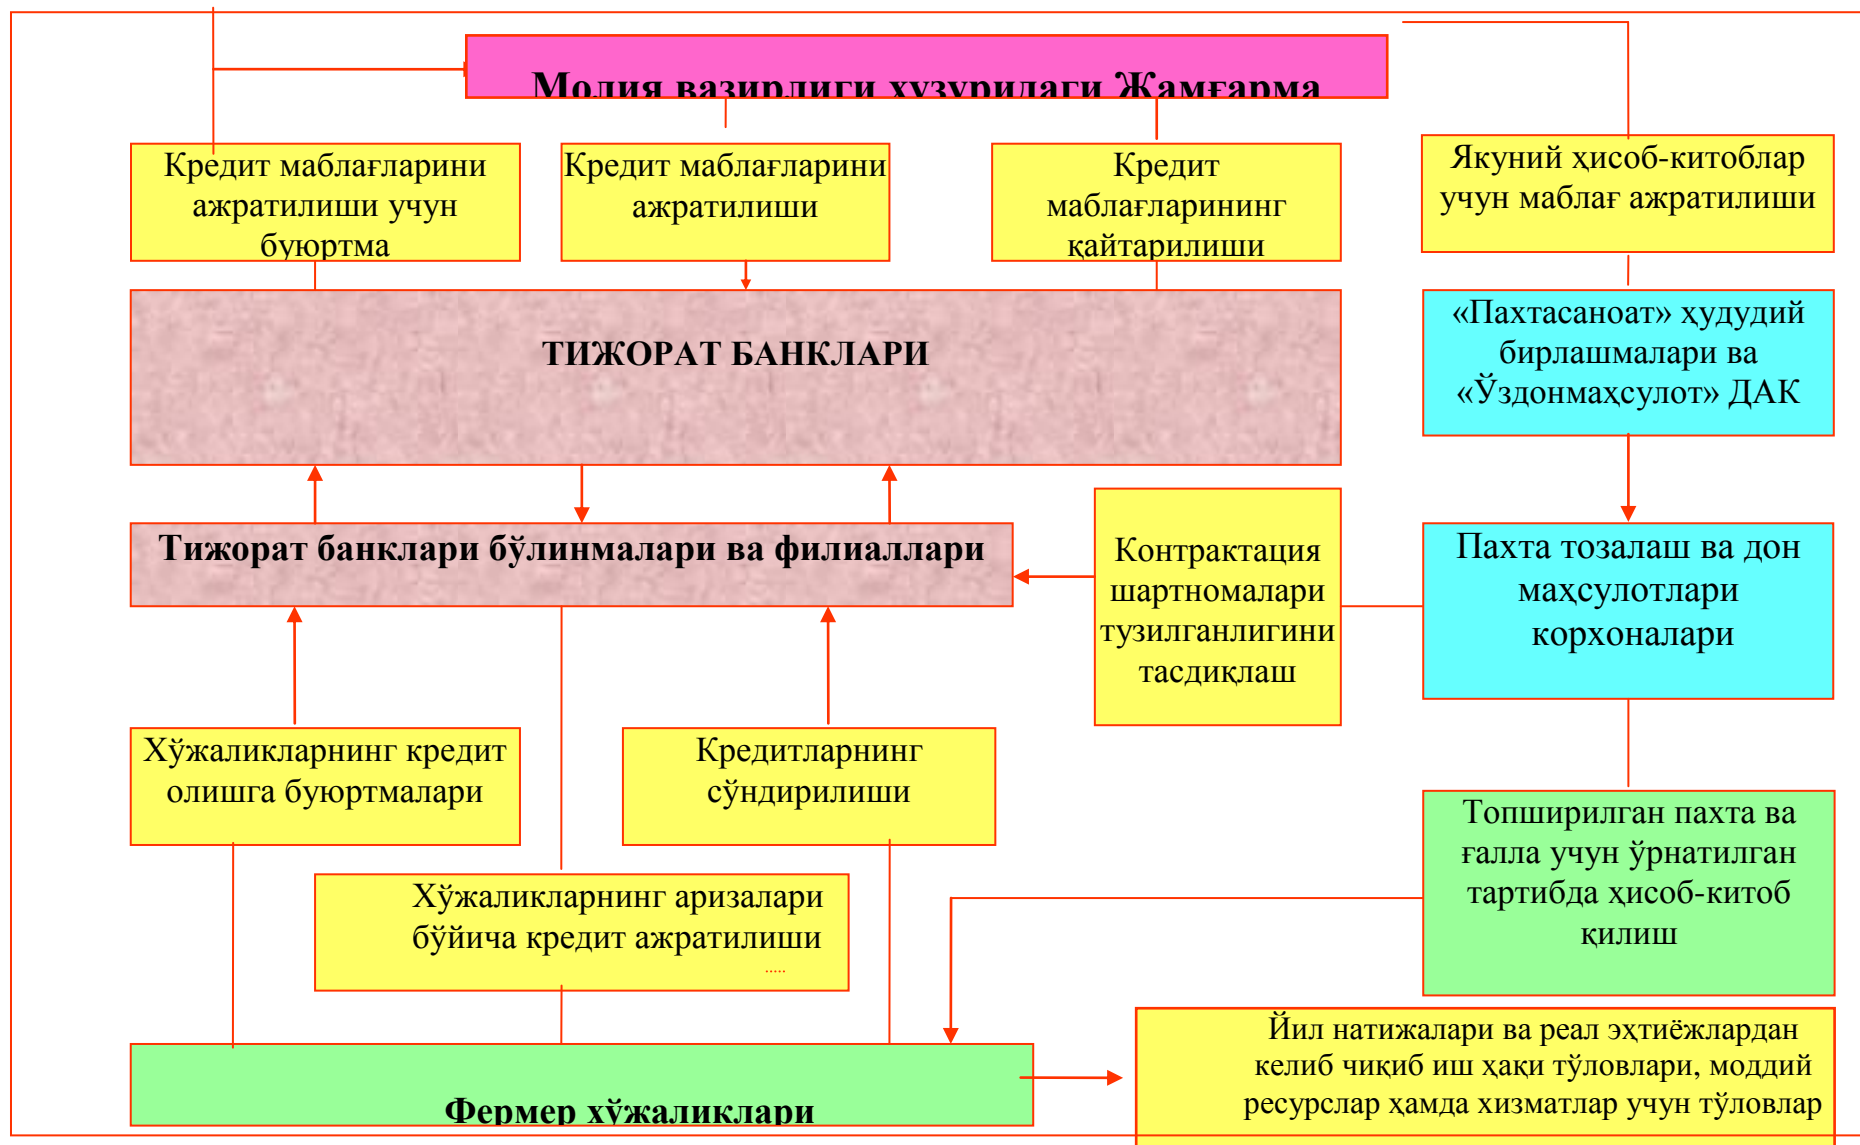 Молия вазирлиги ҳузуридаги Жамғарма
Кредит маблағларини
ажратилиши учун
буюртма
Кредит маблағларини
ажратилиши
Кредит
маблағларининг
қайтарилиши
Якуний ҳисоб-китоблар
учун маблағ ажратилиши
ТИЖОРАТ БАНКЛАРИ
«Пахтасаноат» ҳудудий
бирлашмалари ва
«Ўздонмаҳсулот» ДАК
Тижорат банклари бўлинмалари ва филиаллари
Контрактация
шартномалари
тузилганлигини
тасдиқлаш
Пахта тозалаш ва дон
маҳсулотлари
корхоналари
Хўжаликларнинг кредит
олишга буюртмалари
Кредитларнинг
сўндирилиши
Топширилган пахта ва
ғалла учун ўрнатилган
тартибда ҳисоб-китоб
қилиш
Хўжаликларнинг аризалари
бўйича кредит ажратилиши
.....
Фермер хўжаликлари
Йил натижалари ва реал эҳтиёжлардан
келиб чиқиб иш ҳақи тўловлари, моддий
ресурслар ҳамда хизматлар учун тўловлар